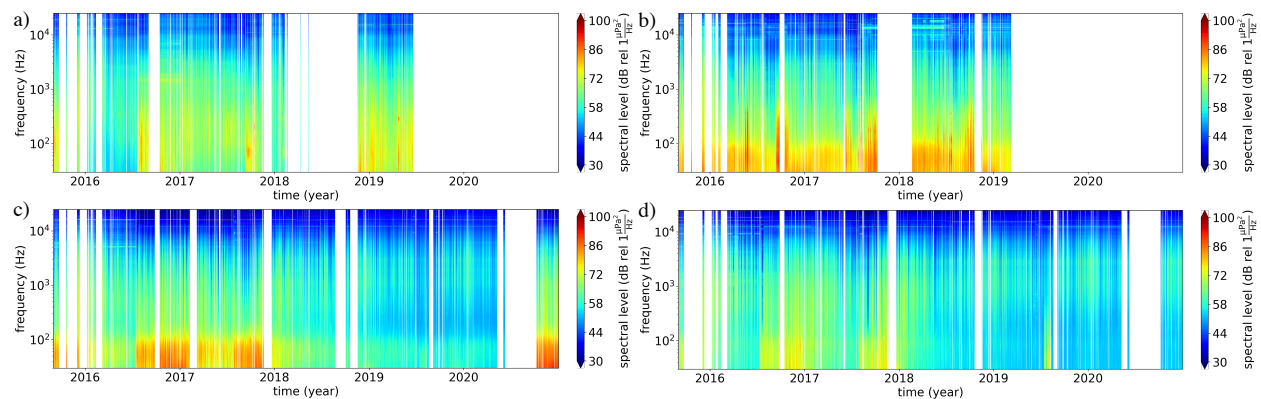 a)
10⁴
10³
10²
frequency (Hz)
2016 2017 2018 2019 2020
time (year)
100
86
72
58
44
30
spectral level (dB rel 1 μPa²/Hz)
b)
10⁴
10³
10²
frequency (Hz)
2016 2017 2018 2019 2020
time (year)
100
86
72
58
44
30
spectral level (dB rel 1 μPa²/Hz)
c)
10⁴
10³
10²
frequency (Hz)
2016 2017 2018 2019 2020
time (year)
100
86
72
58
44
30
spectral level (dB rel 1 μPa²/Hz)
d)
10⁴
10³
10²
frequency (Hz)
2016 2017 2018 2019 2020
time (year)
100
86
72
58
44
30
spectral level (dB rel 1 μPa²/Hz)